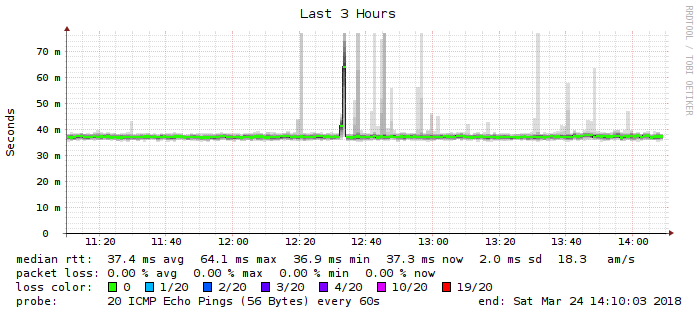 Last 3 Hours
RRDTOOL / TOBI OETIKER
Seconds
70 m
60 m
50 m
40 m
30 m
20 m
10 m
0
11:20 11:40 12:00 12:20 12:40 13:00 13:20 13:40 14:00
median rtt: 37.4 ms avg 64.1 ms max 36.9 ms min 37.3 ms now 2.0 ms sd 18.3 am/s
packet loss: 0.00 % avg 0.00 % max 0.00 % min 0.00 % now
loss color: 0 1/20 2/20 3/20 4/20 10/20 19/20
probe: 20 ICMP Echo Pings (56 Bytes) every 60s end: Sat Mar 24 14:10:03 2018